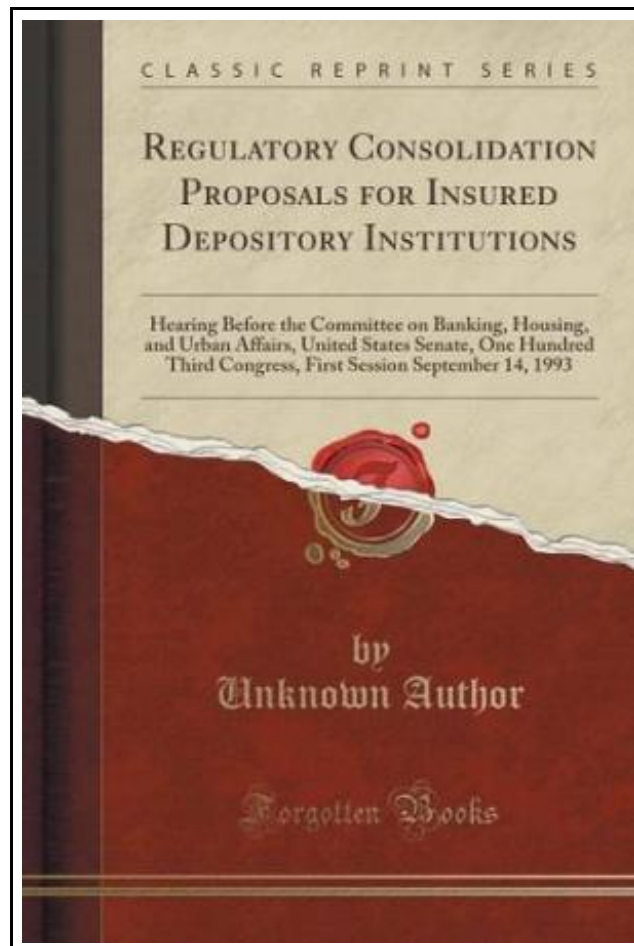 CLASSIC REPRINT SERIES
REGULATORY CONSOLIDATION
PROPOSALS FOR INSURED
DEPOSITORY INSTITUTIONS
Hearing Before the Committee on Banking, Housing,
and Urban Affairs, United States Senate, One Hundred
Third Congress, First Session September 14, 1993
F
by
Unknown Author
Forgotten Books